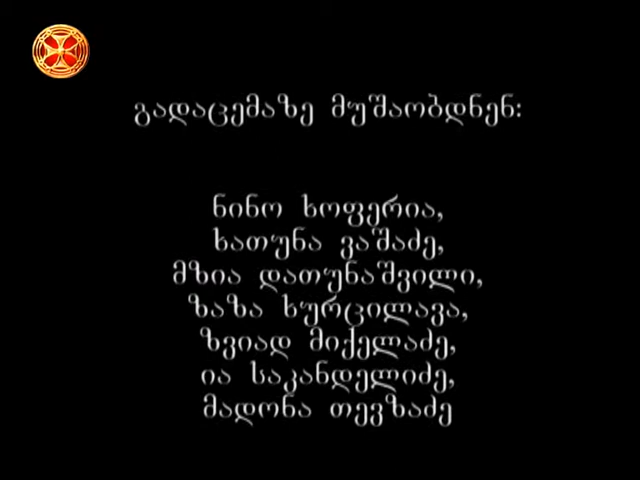 გადაცემაზე მუშაობდნენ:
ნინო ხოფერია,
ხათუნა ვაშაძე,
მზია დათუნაშვილი,
ზაზა ხურცილავა,
ზვიად მიქელაძე,
ია საკანდელიძე,
მადონა თევზაძე